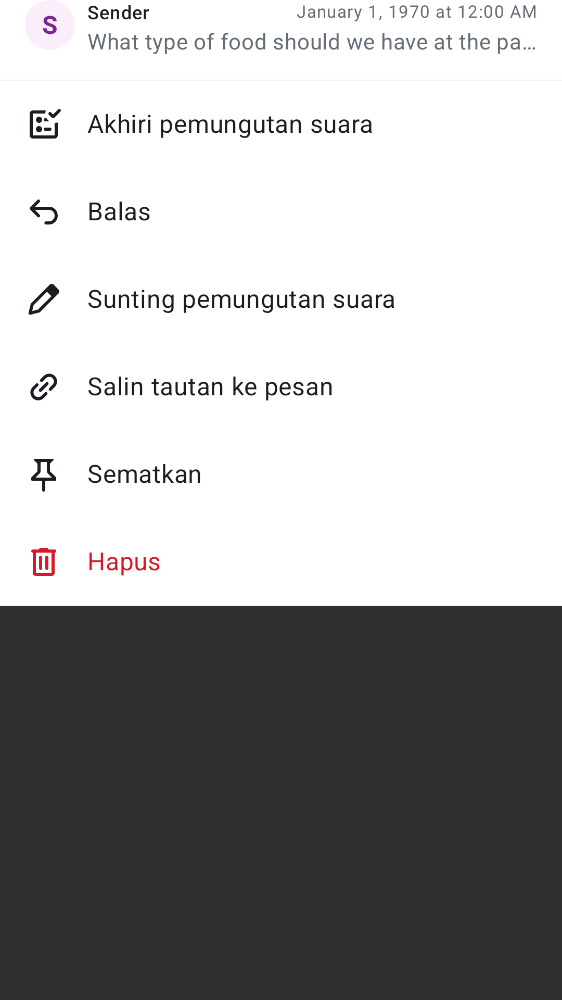 S
Sender
January 1, 1970 at 12:00 AM
What type of food should we have at the pa…
Akhiri pemungutan suara
Balas
Sunting pemungutan suara
Salin tautan ke pesan
Sematkan
Hapus